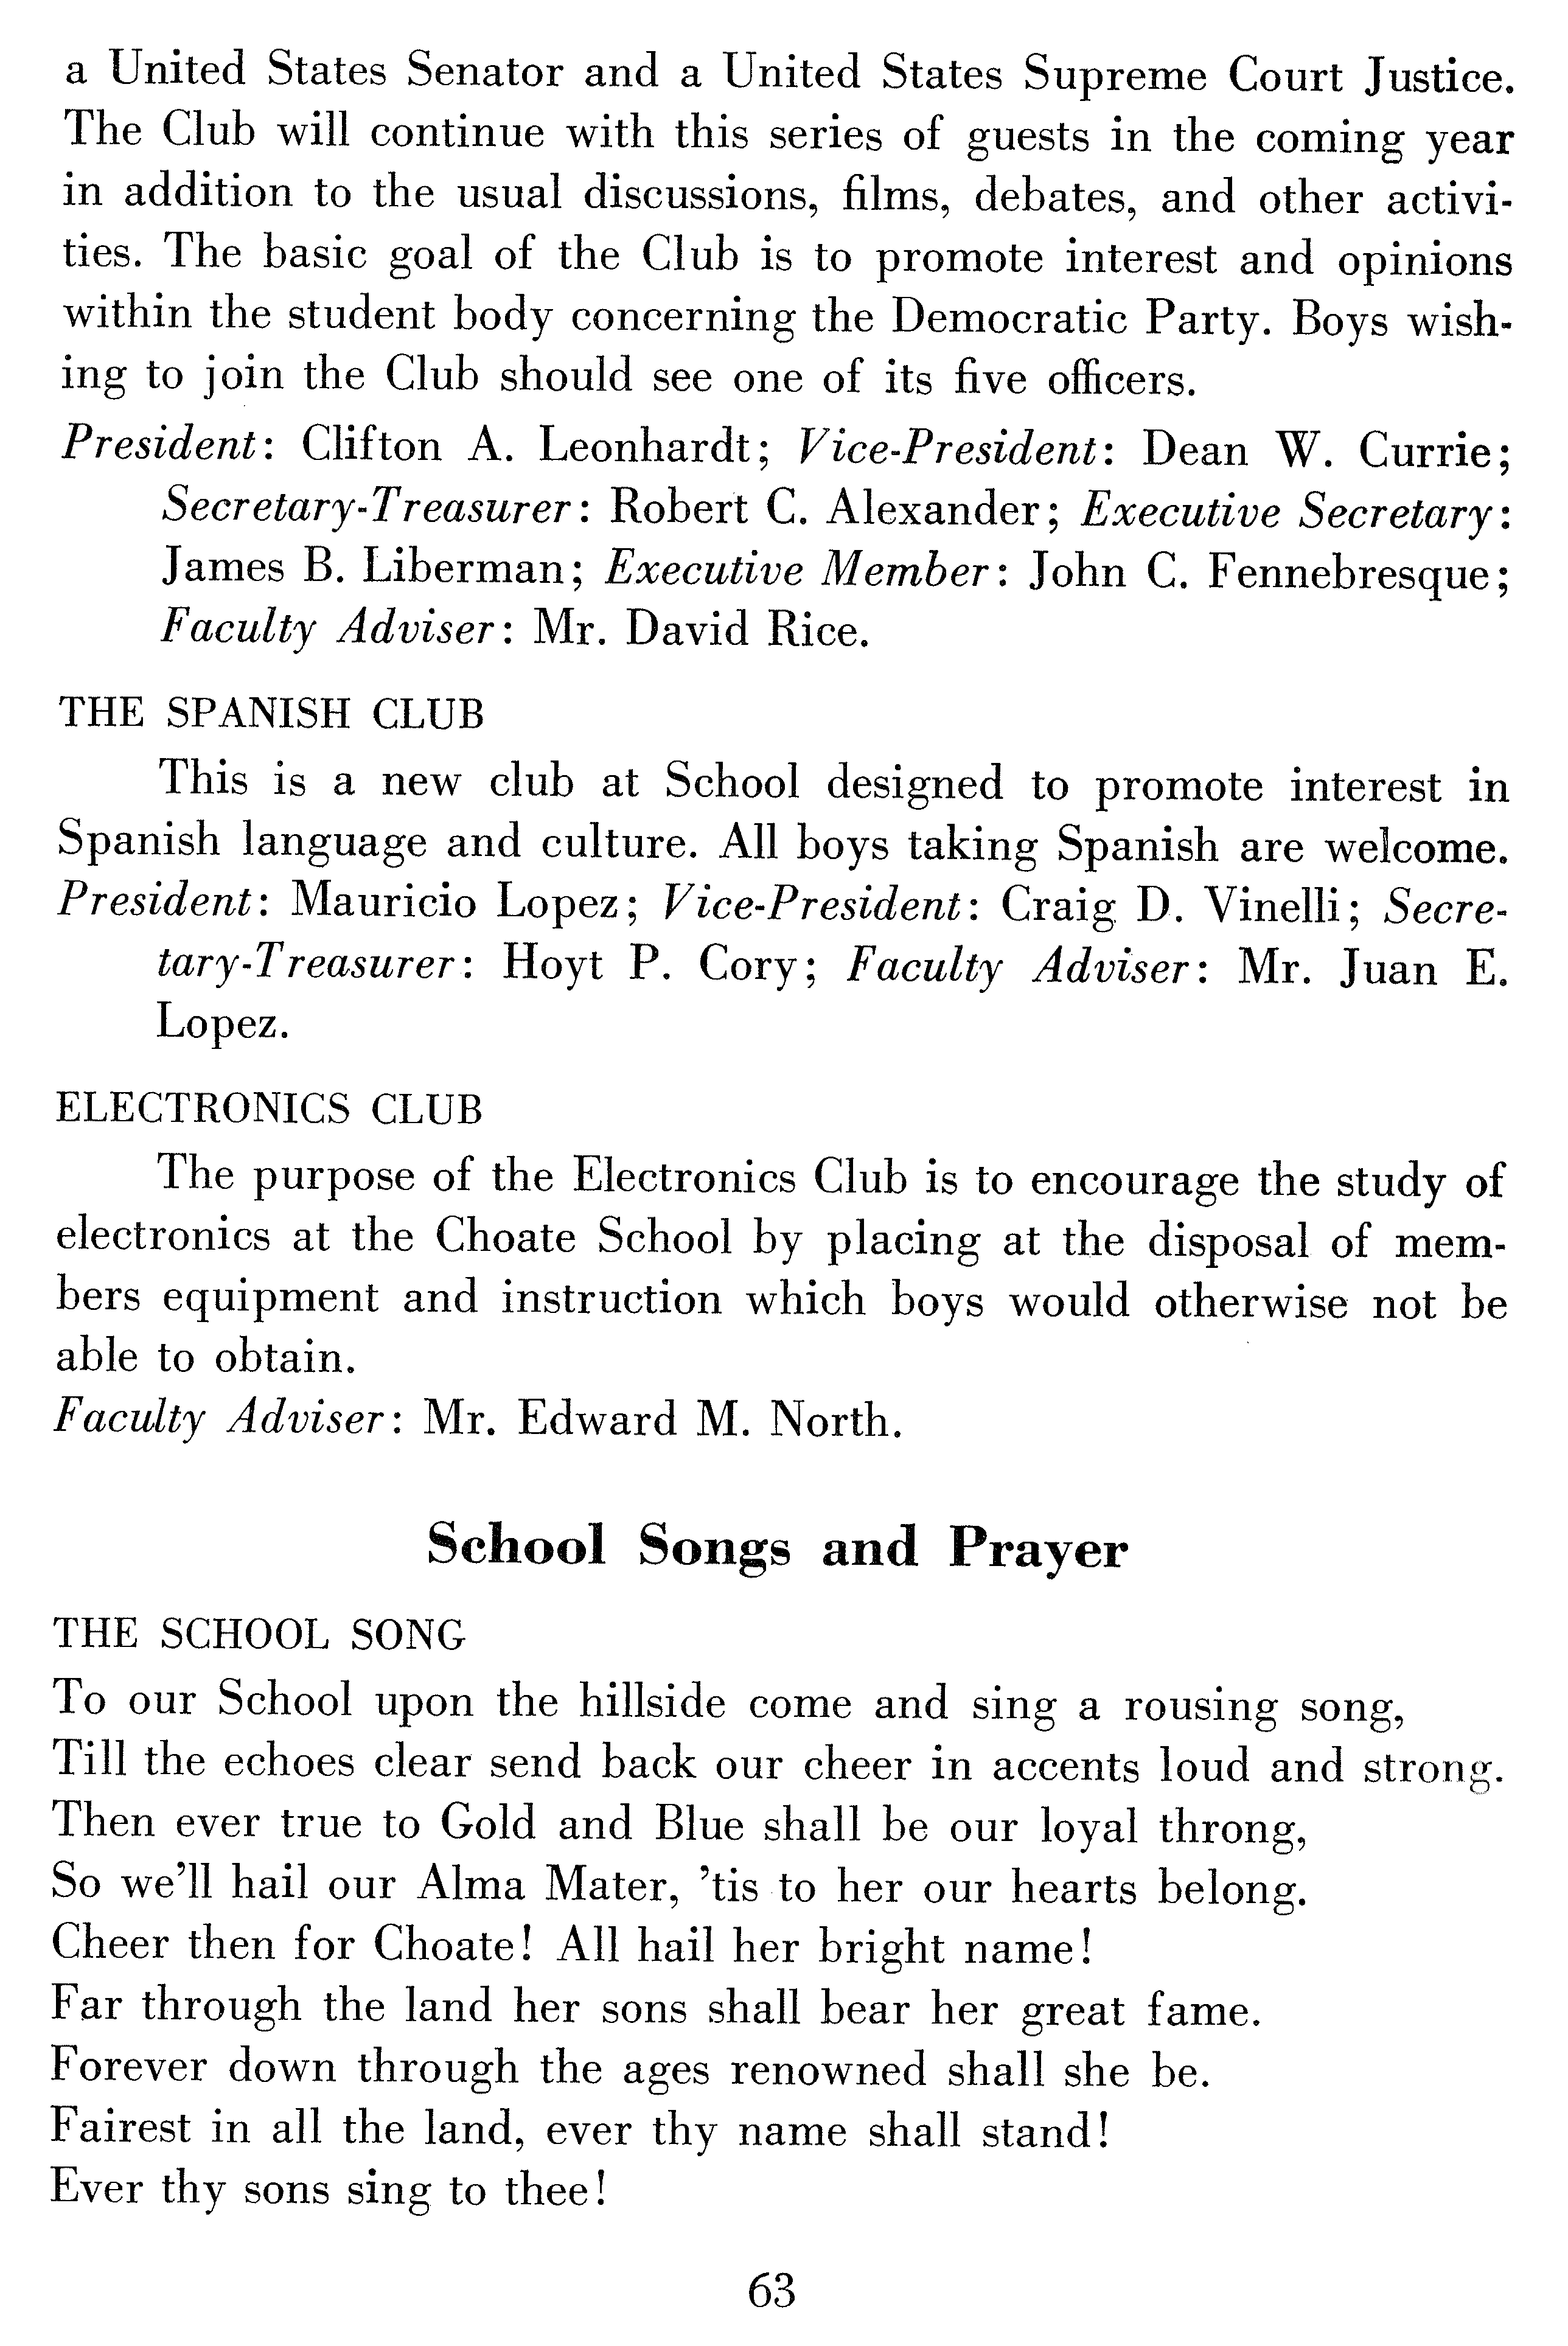 a United States Senator and a United States Supreme Court Justice.
The Club will continue with this series of guests in the coming year
in addition to the usual discussions, films, debates, and other activi-
ties. The basic goal of the Club is to promote interest and opinions
within the student body concerning the Democratic Party. Boys wish-
ing to join the Club should see one of its five officers.
President: Clifton A. Leonhardt; Vice-President: Dean W. Currie;
Secretary-Treasurer: Robert C. Alexander; Executive Secretary:
James B. Liberman; Executive Member: John C. Fennebresque;
Faculty Adviser: Mr. David Rice.
THE SPANISH CLUB
This is a new club at School designed to promote interest in
Spanish language and culture. All boys taking Spanish are welcome.
President: Mauricio Lopez; Vice-President: Craig D. Vinelli; Secre-
tary-Treasurer: Hoyt P. Cory; Faculty Adviser: Mr. Juan E.
Lopez.
ELECTRONICS CLUB
The purpose of the Electronics Club is to encourage the study of
electronics at the Choate School by placing at the disposal of mem-
bers equipment and instruction which boys would otherwise not be
able to obtain.
Faculty Adviser: Mr. Edward M. North.
School Songs and Prayer
THE SCHOOL SONG
To our School upon the hillside come and sing a rousing song,
Till the echoes clear send back our cheer in accents loud and strong.
Then ever true to Gold and Blue shall be our loyal throng,
So we'll hail our Alma Mater, 'tis to her our hearts belong.
Cheer then for Choate! All hail her bright name!
Far through the land her sons shall bear her great fame.
Forever down through the ages renowned shall she be.
Fairest in all the land, ever thy name shall stand!
Ever thy sons sing to thee!
63